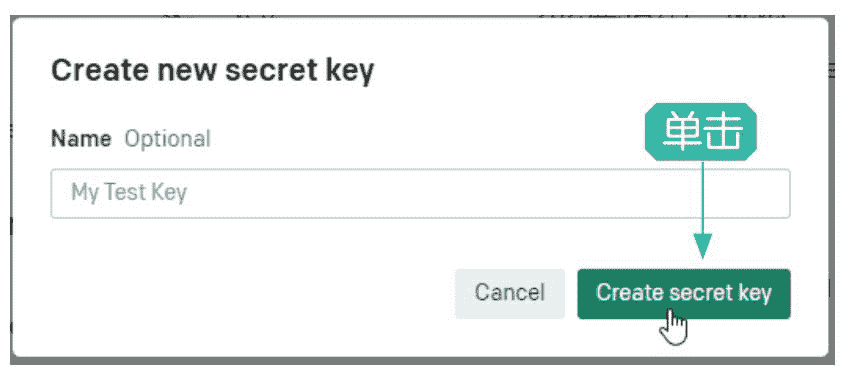 Create new secret key
Name Optional
单击
My Test Key
Cancel
Create secret key